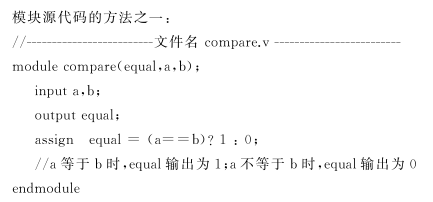 模块源代码的方法之一：
//-------------------------文件名 compare.v -------------------------
module compare(equal,a,b);
input a,b;
output equal;
assign equal = (a==b)? 1 : 0;
//a 等于 b 时,equal 输出为 1;a 不等于 b 时,equal 输出为 0
endmodule